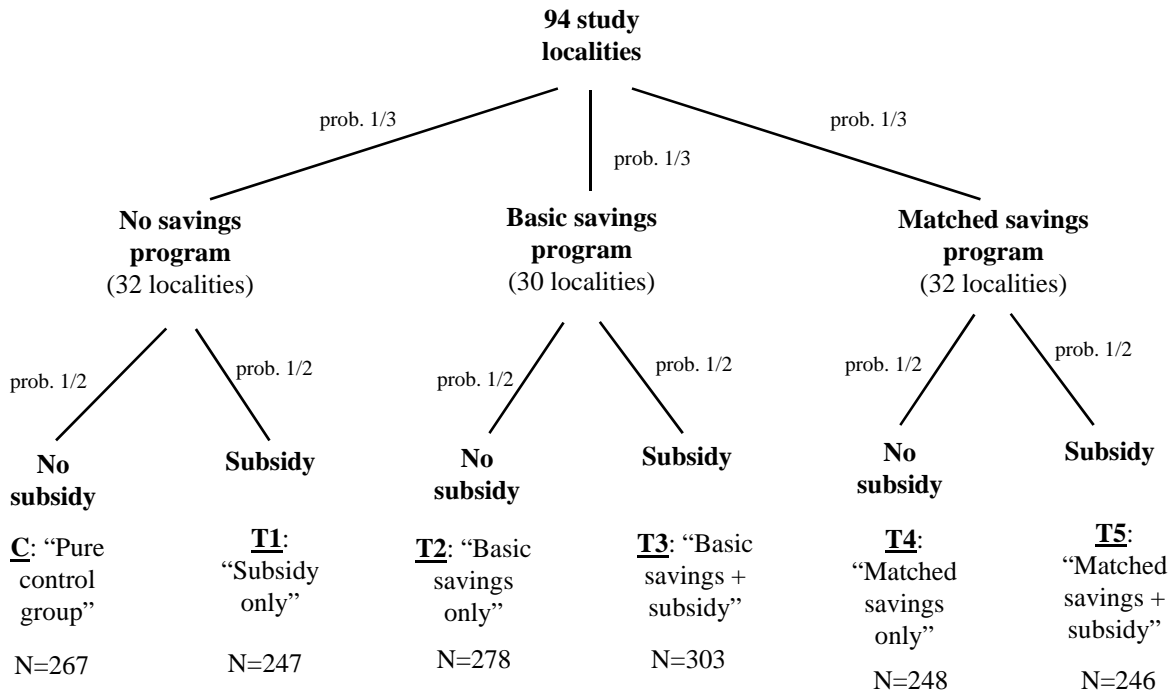 94 study
localities
prob. 1/3
prob. 1/3
prob. 1/3
No savings
program
(32 localities)
Basic savings
program
(30 localities)
Matched savings
program
(32 localities)
prob. 1/2
prob. 1/2
prob. 1/2
prob. 1/2
prob. 1/2
prob. 1/2
No
subsidy
Subsidy
No
subsidy
Subsidy
No
subsidy
Subsidy
C: “Pure
control
group”
N=267
T1:
“Subsidy
only”
N=247
T2: “Basic
savings
only”
N=278
T3: “Basic
savings +
subsidy”
N=303
T4:
“Matched
savings
only”
N=248
T5:
“Matched
savings +
subsidy”
N=246